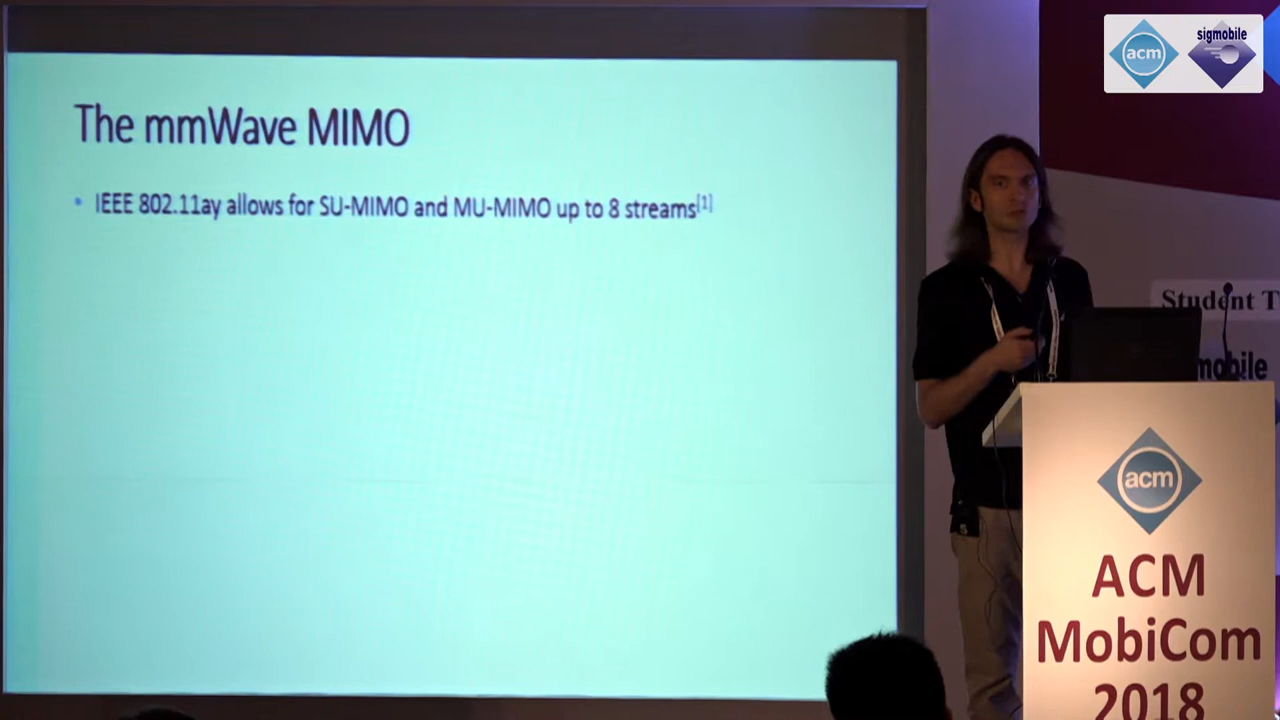 The mmWave MIMO
• IEEE 802.11ay allows for SU-MIMO and MU-MIMO up to 8 streams[1]
acm
sigmobile
Student T
mobile
acm
ACM
MobiCom
2018